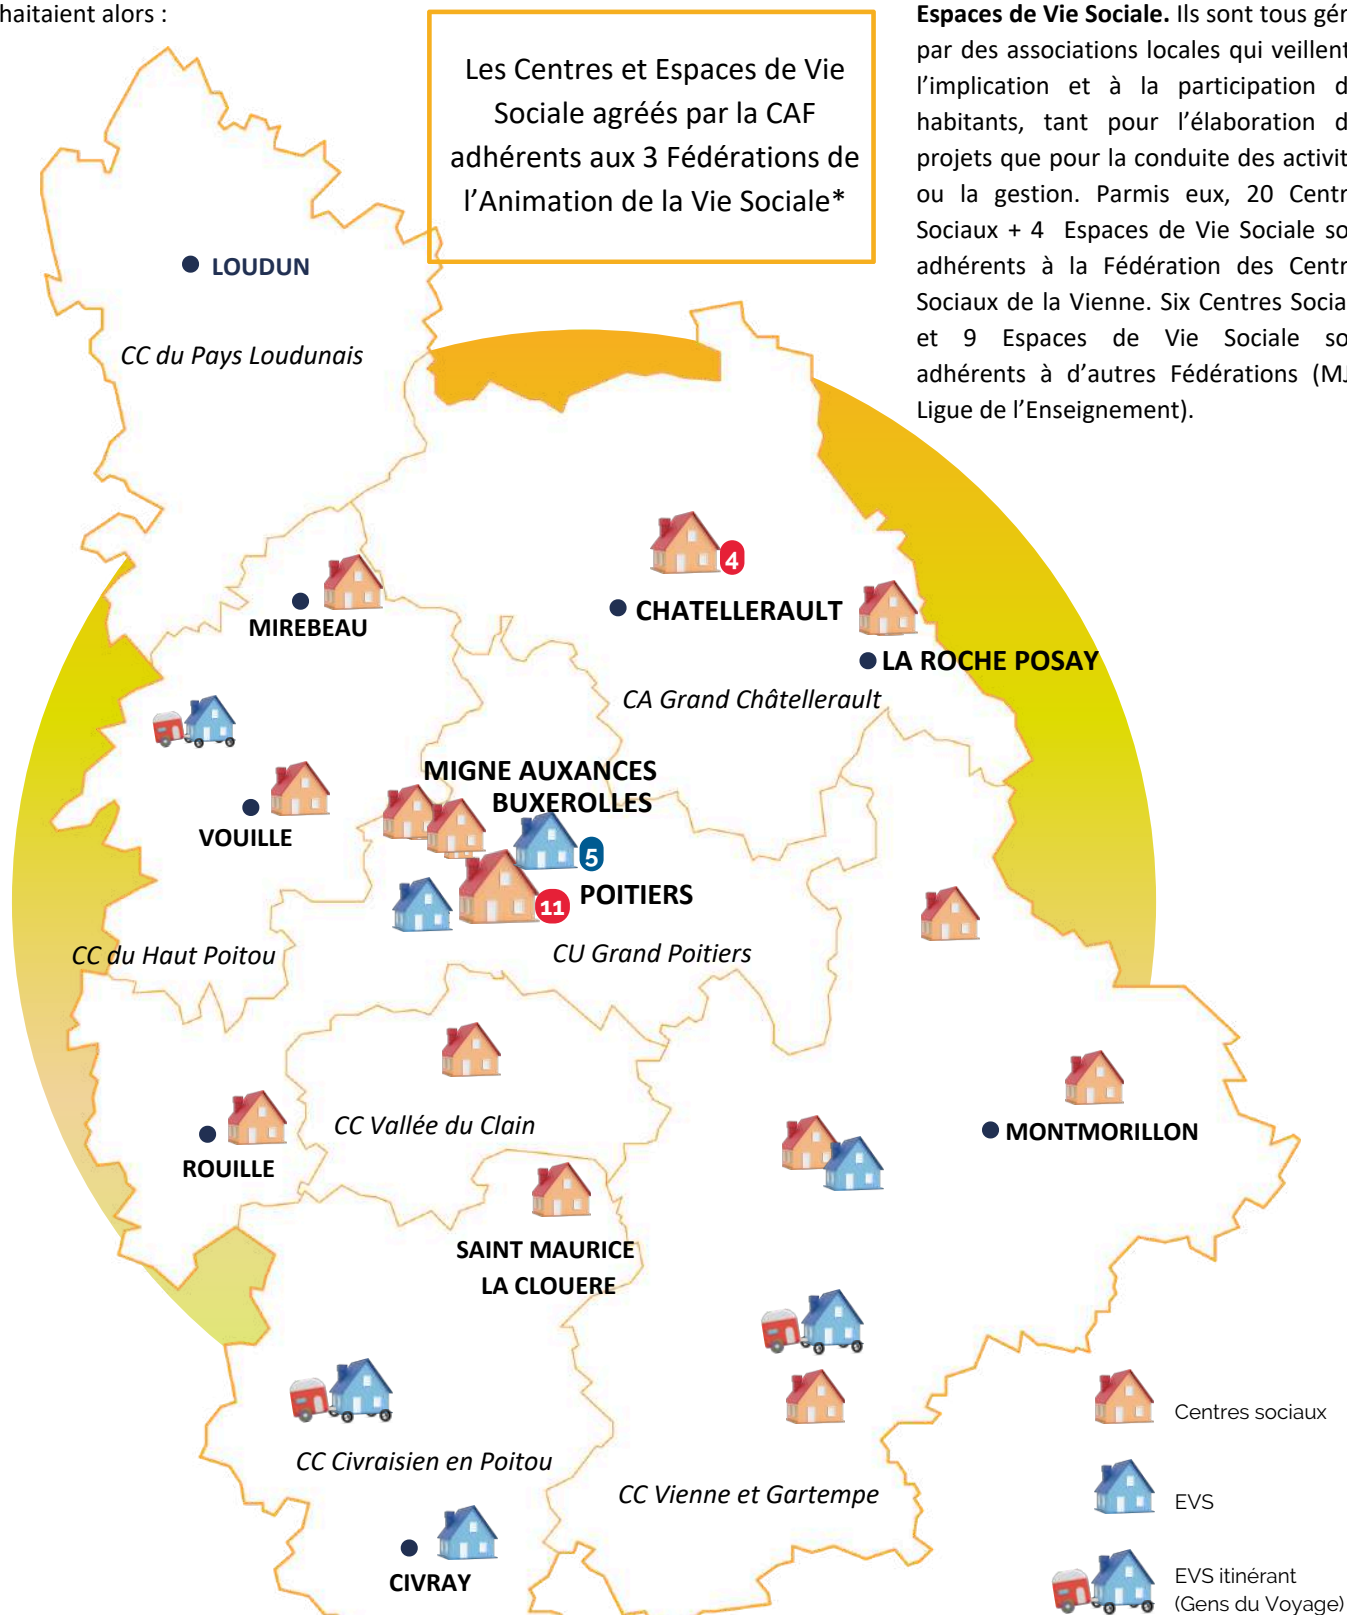 haitaient alors :
Les Centres et Espaces de Vie
Sociale agréés par la CAF
adhérents aux 3 Fédérations de
l'Animation de la Vie Sociale*
Espaces de Vie Sociale. Ils sont tous gér
par des associations locales qui veillent
l'implication et à la participation d
habitants, tant pour l'élaboration d
projets que pour la conduite des activit
ou la gestion. Parmis eux, 20 Centr
Sociaux + 4 Espaces de Vie Sociale so
adhérents à la Fédération des Centr
Sociaux de la Vienne. Six Centres Socia
et 9 Espaces de Vie Sociale so
adhérents à d'autres Fédérations (MJ
Ligue de l'Enseignement).
LOUDUN
CC du Pays Loudunais
4
MIREBEAU
CHATELLERAULT
LA ROCHE POSAY
CA Grand Châtellerault
MIGNE AUXANCES
BUXEROLLES
VOUILLE
5
POITIERS
11
CC du Haut Poitou
CU Grand Poitiers
CC Vallée du Clain
MONTMORILLON
ROUILLE
SAINT MAURICE
LA CLOUERE
CC Civraisien en Poitou
CC Vienne et Gartempe
CIVRAY
Centres sociaux
EVS
EVS itinérant
(Gens du Voyage)